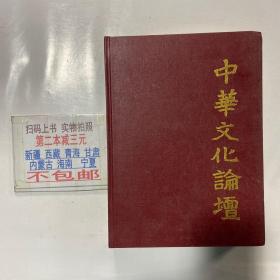 扫码上书 实物拍照
第二本减三元
新疆 西藏 青海 甘肃
内蒙古 海南 宁夏
不包邮
中華文化論壇